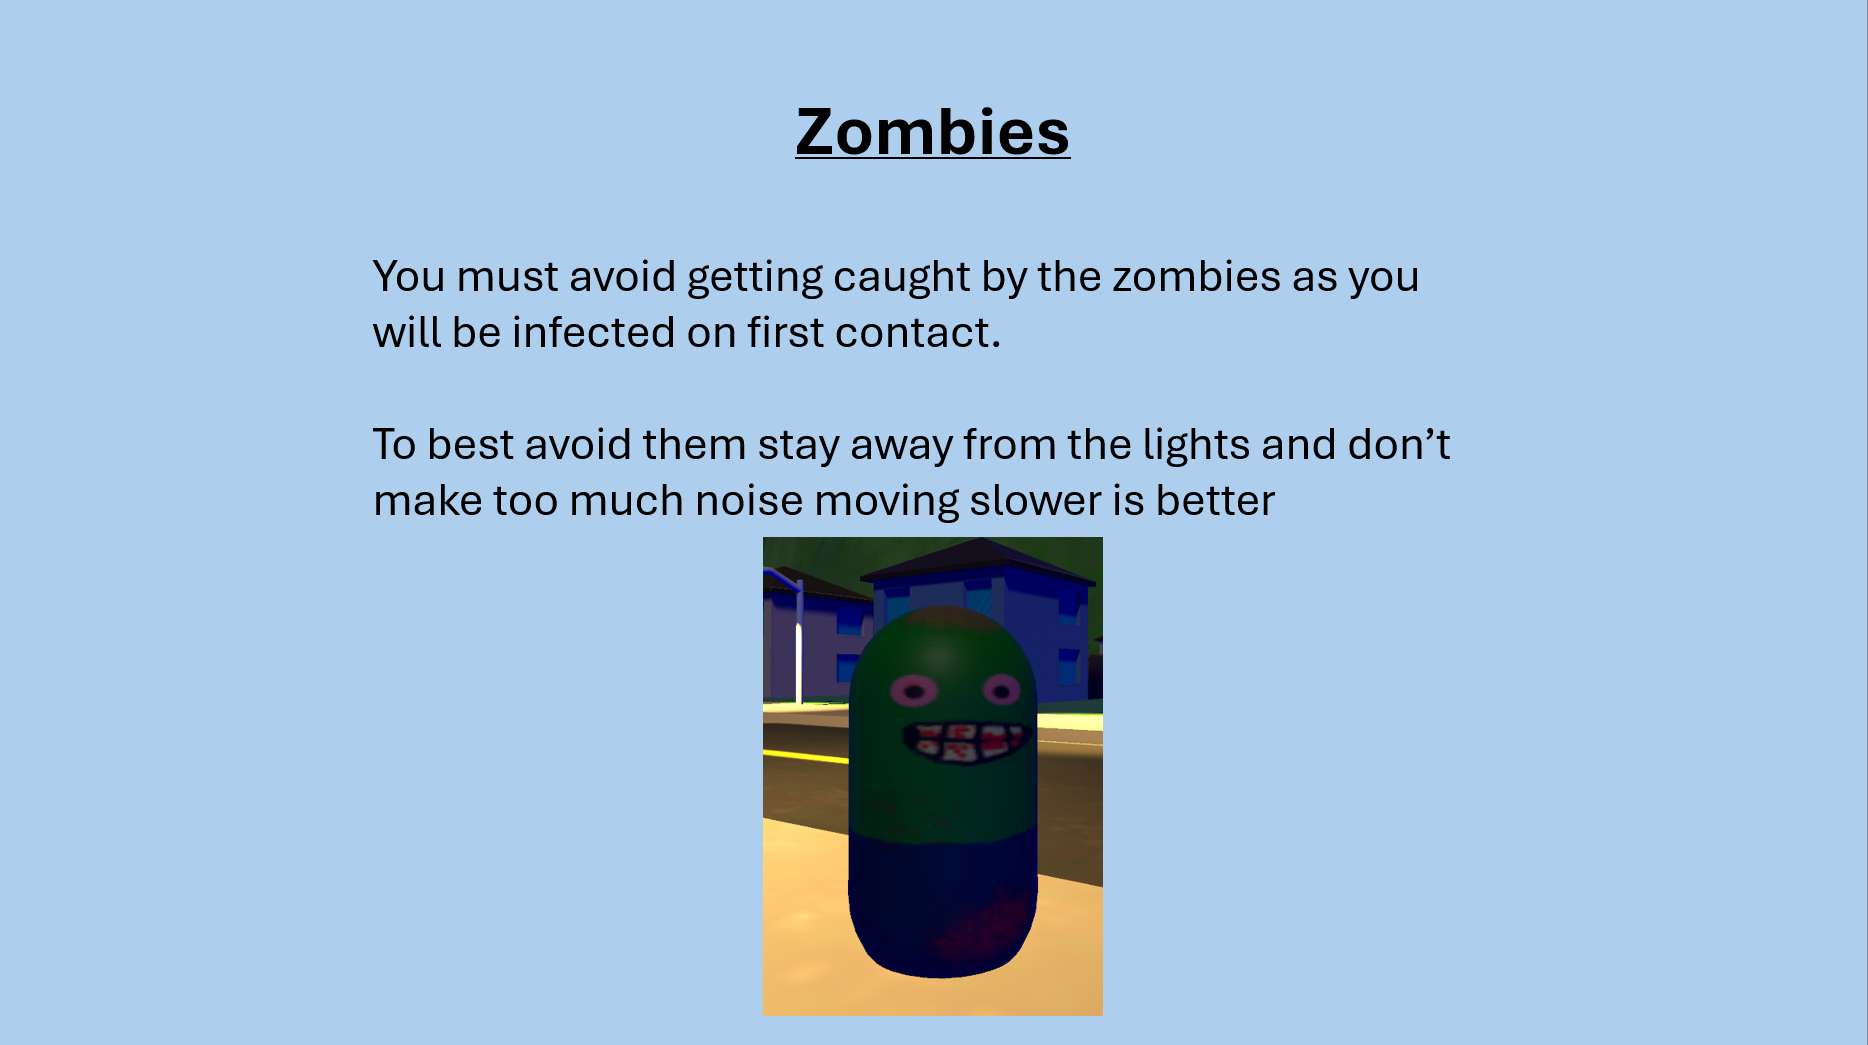 Zombies
You must avoid getting caught by the zombies as you
will be infected on first contact.
To best avoid them stay away from the lights and don’t
make too much noise moving slower is better